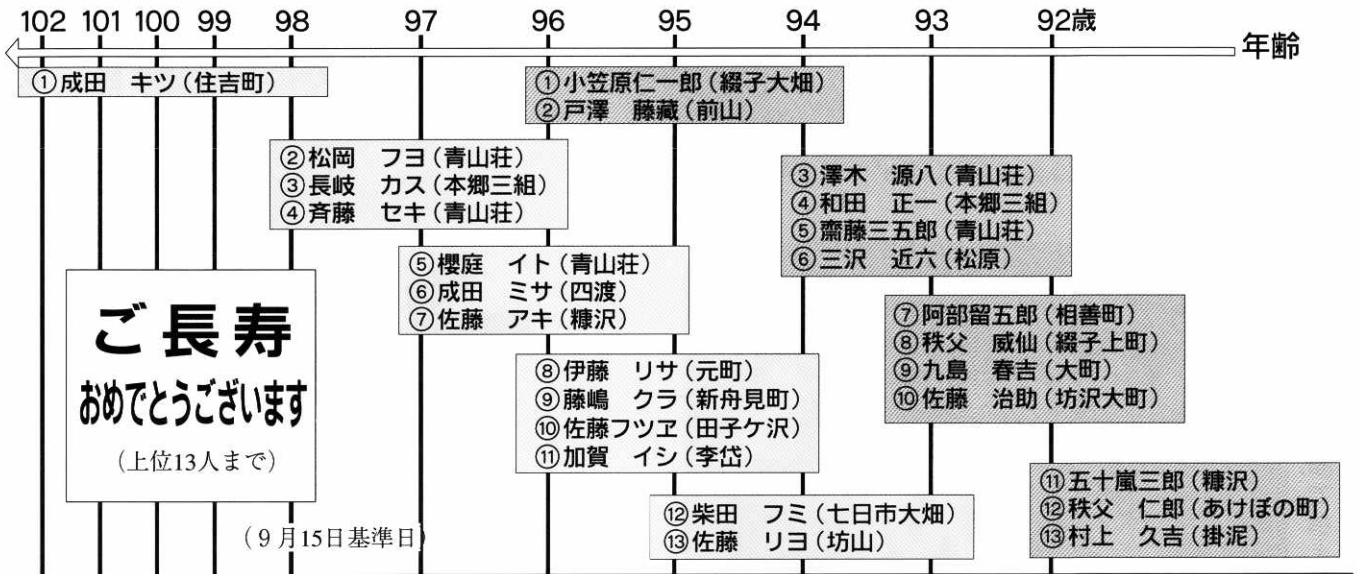 102 101 100 99 98 97 96 95 94 93 92歳
年齢
①成田 キツ(住吉町)
①小笠原仁一郎(綴子大畑)
②戸澤 藤藏(前山)
②松岡 フヨ(青山荘)
③長岐 カス(本郷三組)
④斉藤 セキ(青山荘)
③澤木 源八(青山荘)
④和田 正一(本郷三組)
⑤齋藤三五郎(青山荘)
⑥三沢 近六(松原)
⑤櫻庭 イト(青山荘)
⑥成田 ミサ(四渡)
⑦佐藤 アキ(糠沢)
⑦阿部留五郎(相善町)
⑧秩父 威仙(綴子上町)
⑨九島 春吉(大町)
⑩佐藤 治助(坊沢大町)
⑧伊藤 リサ(元町)
⑨藤嶋 クラ(新舟見町)
⑩佐藤フツヱ(田子ケ沢)
⑪加賀 イシ(李岱)
⑪五十嵐三郎(糠沢)
⑫秩父 仁郎(あけぼの町)
⑬村上 久吉(掛泥)
⑫柴田 フミ(七日市大畑)
⑬佐藤 リヨ(坊山)
ご長寿
おめでとうございます
(上位13人まで)
(9月15日基準日)